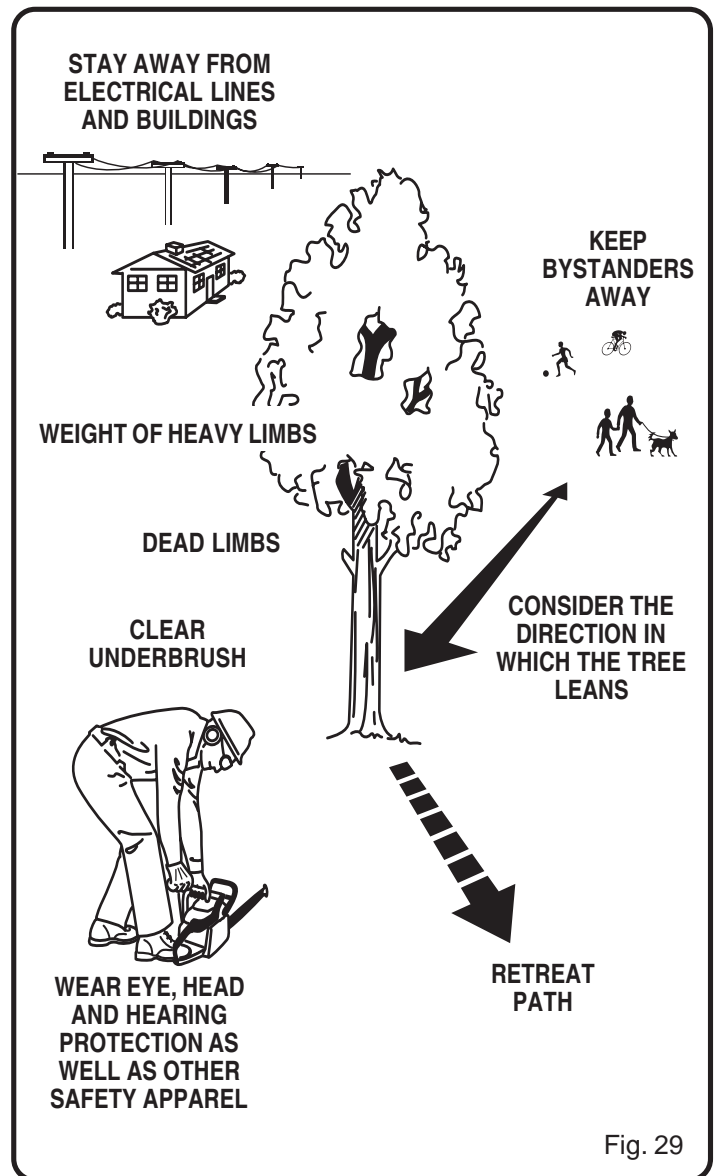 STAY AWAY FROM
ELECTRICAL LINES
AND BUILDINGS
KEEP
BYSTANDERS
AWAY
WEIGHT OF HEAVY LIMBS
DEAD LIMBS
CLEAR
UNDERBRUSH
CONSIDER THE
DIRECTION IN
WHICH THE TREE
LEANS
RETREAT
PATH
WEAR EYE, HEAD
AND HEARING
PROTECTION AS
WELL AS OTHER
SAFETY APPAREL
Fig. 29